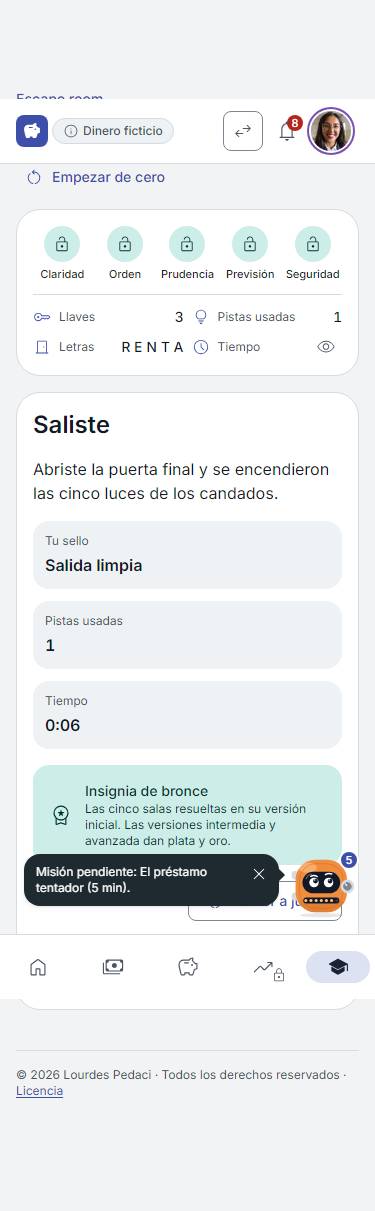 Escape room
Dinero ficticio
8
Empezar de cero
Claridad
Orden
Prudencia
Previsión
Seguridad
Llaves
3
Pistas usadas
1
Letras
RENTA
Tiempo
Saliste
Abriste la puerta final y se encendieron
las cinco luces de los candados.
Tu sello
Salida limpia
Pistas usadas
1
Tiempo
0:06
Insignia de bronce
Las cinco salas resueltas en su versión
inicial. Las versiones intermedia y
avanzada dan plata y oro.
5
Misión pendiente: El préstamo
tentador (5 min).
© 2026 Lourdes Pedaci · Todos los derechos reservados ·
Licencia